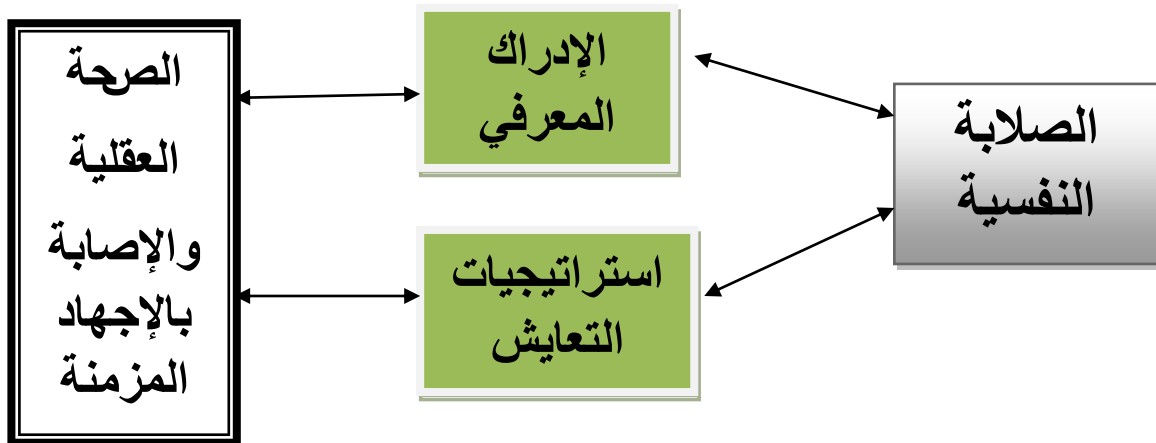 الصلابة
النفسية
الإدراك
المعرفي
استراتيجيات
التعايش
الصحة
العقلية
والإصابة
بالإجهاد
المزمنة